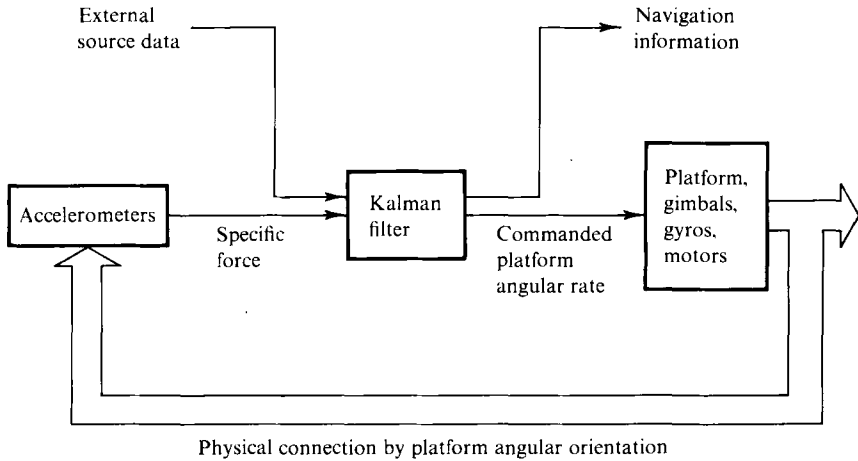 External
source data
Navigation
information
Accelerometers
Specific
force
Kalman
filter
Commanded
platform
angular rate
Platform,
gimbals,
gyros,
motors
Physical connection by platform angular orientation